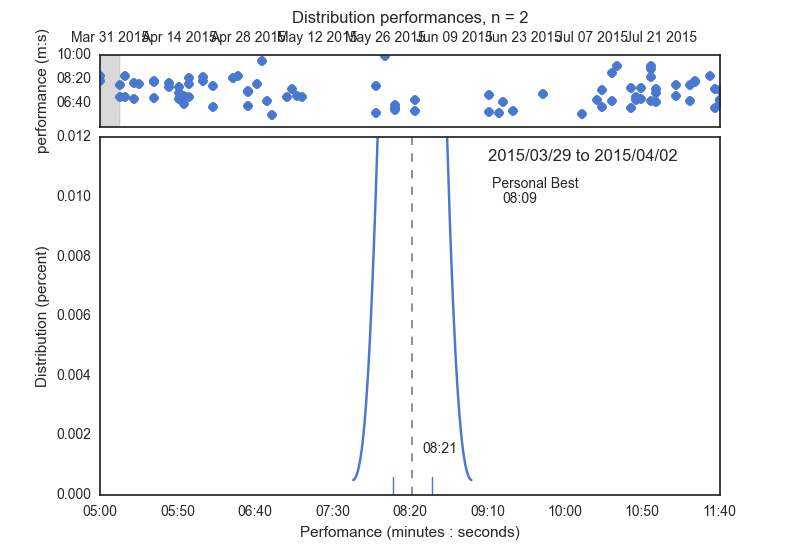 Distribution performances, n = 2
Mar 31 2015 Apr 14 2015 Apr 28 2015 May 12 2015 May 26 2015 Jun 09 2015 Jun 23 2015 Jul 07 2015 Jul 21 2015
performance (m:s)
10:00
08:20
06:40
0.012
0.010
0.008
0.006
0.004
0.002
0.000
Distribution (percent)
2015/03/29 to 2015/04/02
Personal Best
08:09
08:21
05:00 05:50 06:40 07:30 08:20 09:10 10:00 10:50 11:40
Perfomance (minutes : seconds)